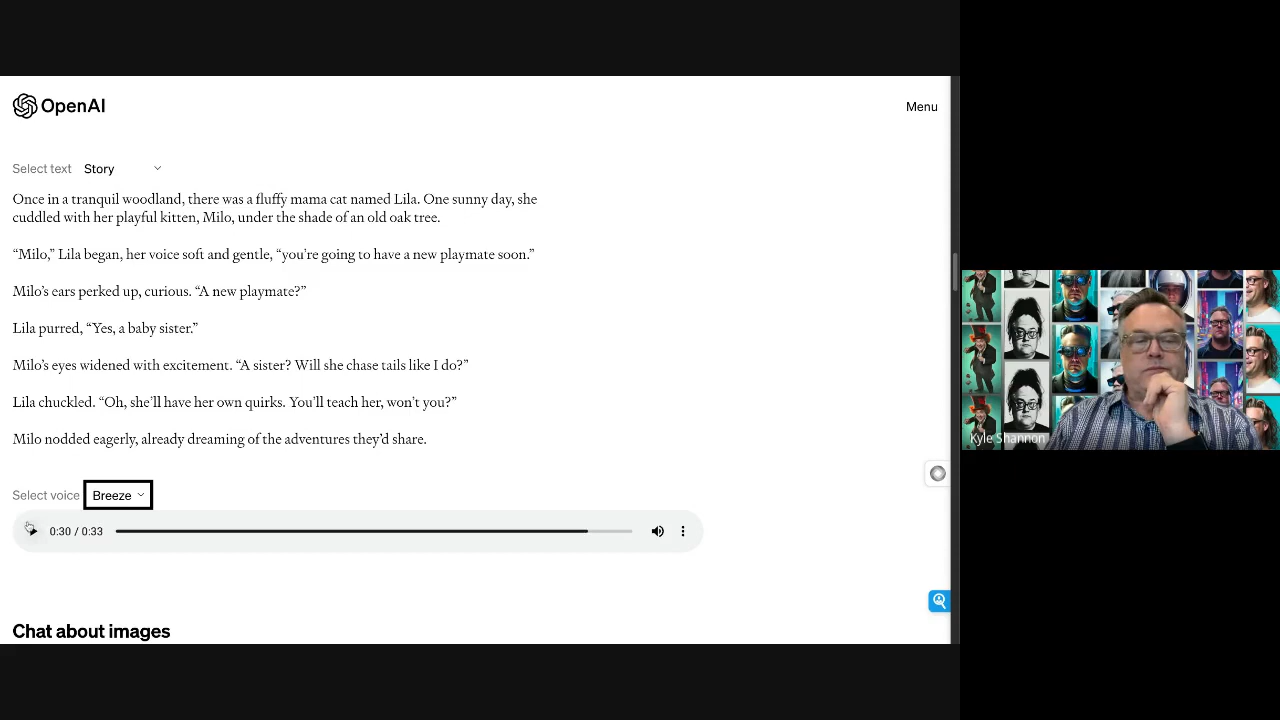 OpenAI
Menu
Select text Story
Once in a tranquil woodland, there was a fluffy mama cat named Lila. One sunny day, she
cuddled with her playful kitten, Milo, under the shade of an old oak tree.
“Milo,” Lila began, her voice soft and gentle, “you’re going to have a new playmate soon.”
Milo’s ears perked up, curious. “A new playmate?”
Lila purred, “Yes, a baby sister.”
Milo’s eyes widened with excitement. “A sister? Will she chase tails like I do?”
Lila chuckled. “Oh, she’ll have her own quirks. You’ll teach her, won’t you?”
Milo nodded eagerly, already dreaming of the adventures they’d share.
Select voice Breeze
0:30 / 0:33
Chat about images
Kyle Shannon